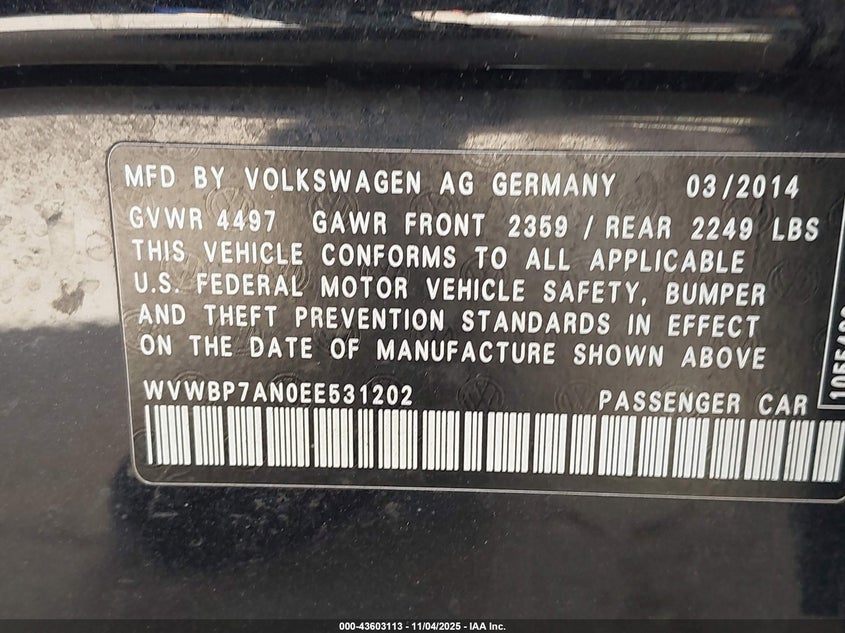 MFD BY VOLKSWAGEN AG GERMANY 03/2014
GVWR 4497 GAWR FRONT 2359 / REAR 2249 LBS
THIS VEHICLE CONFORMS TO ALL APPLICABLE
U.S. FEDERAL MOTOR VEHICLE SAFETY, BUMPER
AND THEFT PREVENTION STANDARDS IN EFFECT
ON THE DATE OF MANUFACTURE SHOWN ABOVE
WVWBP7AN0EE531202 PASSENGER CAR
000-43603113 - 11/04/2025 - IAA Inc.